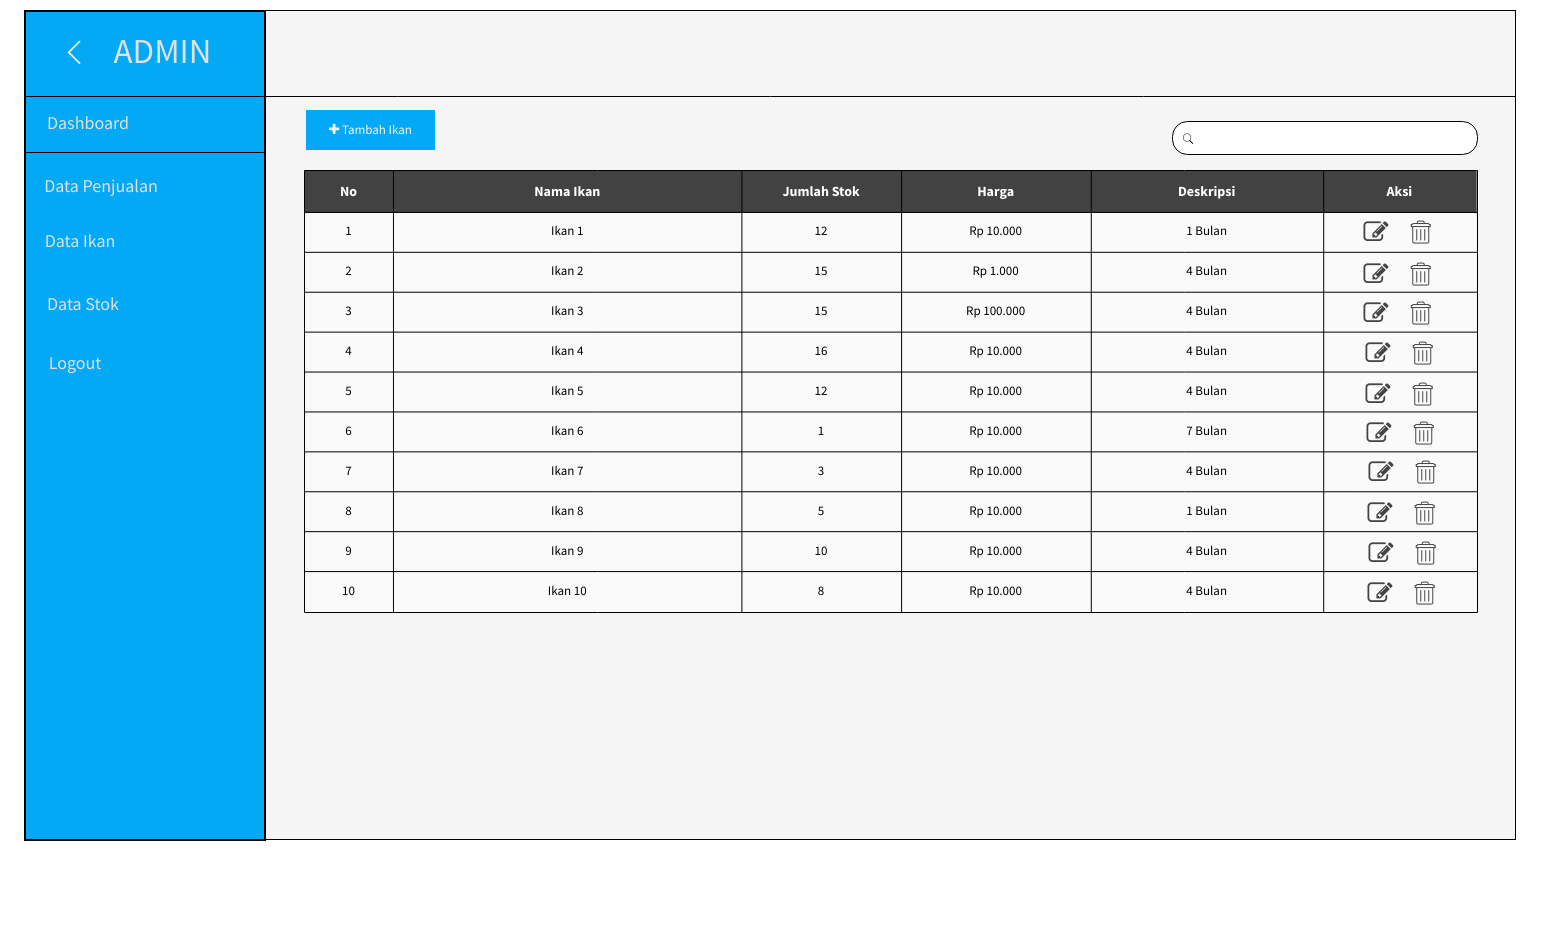 ADMIN
Dashboard
Data Penjualan
Data Ikan
Data Stok
Logout
Tambah Ikan
No Nama Ikan Jumlah Stok Harga Deskripsi Aksi
1 Ikan 1 12 Rp 10.000 1 Bulan
2 Ikan 2 15 Rp 1.000 4 Bulan
3 Ikan 3 15 Rp 100.000 4 Bulan
4 Ikan 4 16 Rp 10.000 4 Bulan
5 Ikan 5 12 Rp 10.000 4 Bulan
6 Ikan 6 1 Rp 10.000 7 Bulan
7 Ikan 7 3 Rp 10.000 4 Bulan
8 Ikan 8 5 Rp 10.000 1 Bulan
9 Ikan 9 10 Rp 10.000 4 Bulan
10 Ikan 10 8 Rp 10.000 4 Bulan